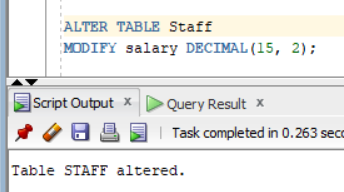 ALTER TABLE Staff
MODIFY salary DECIMAL(15, 2);
Script Output x Query Result x
Task completed in 0.263 seco
Table STAFF altered.